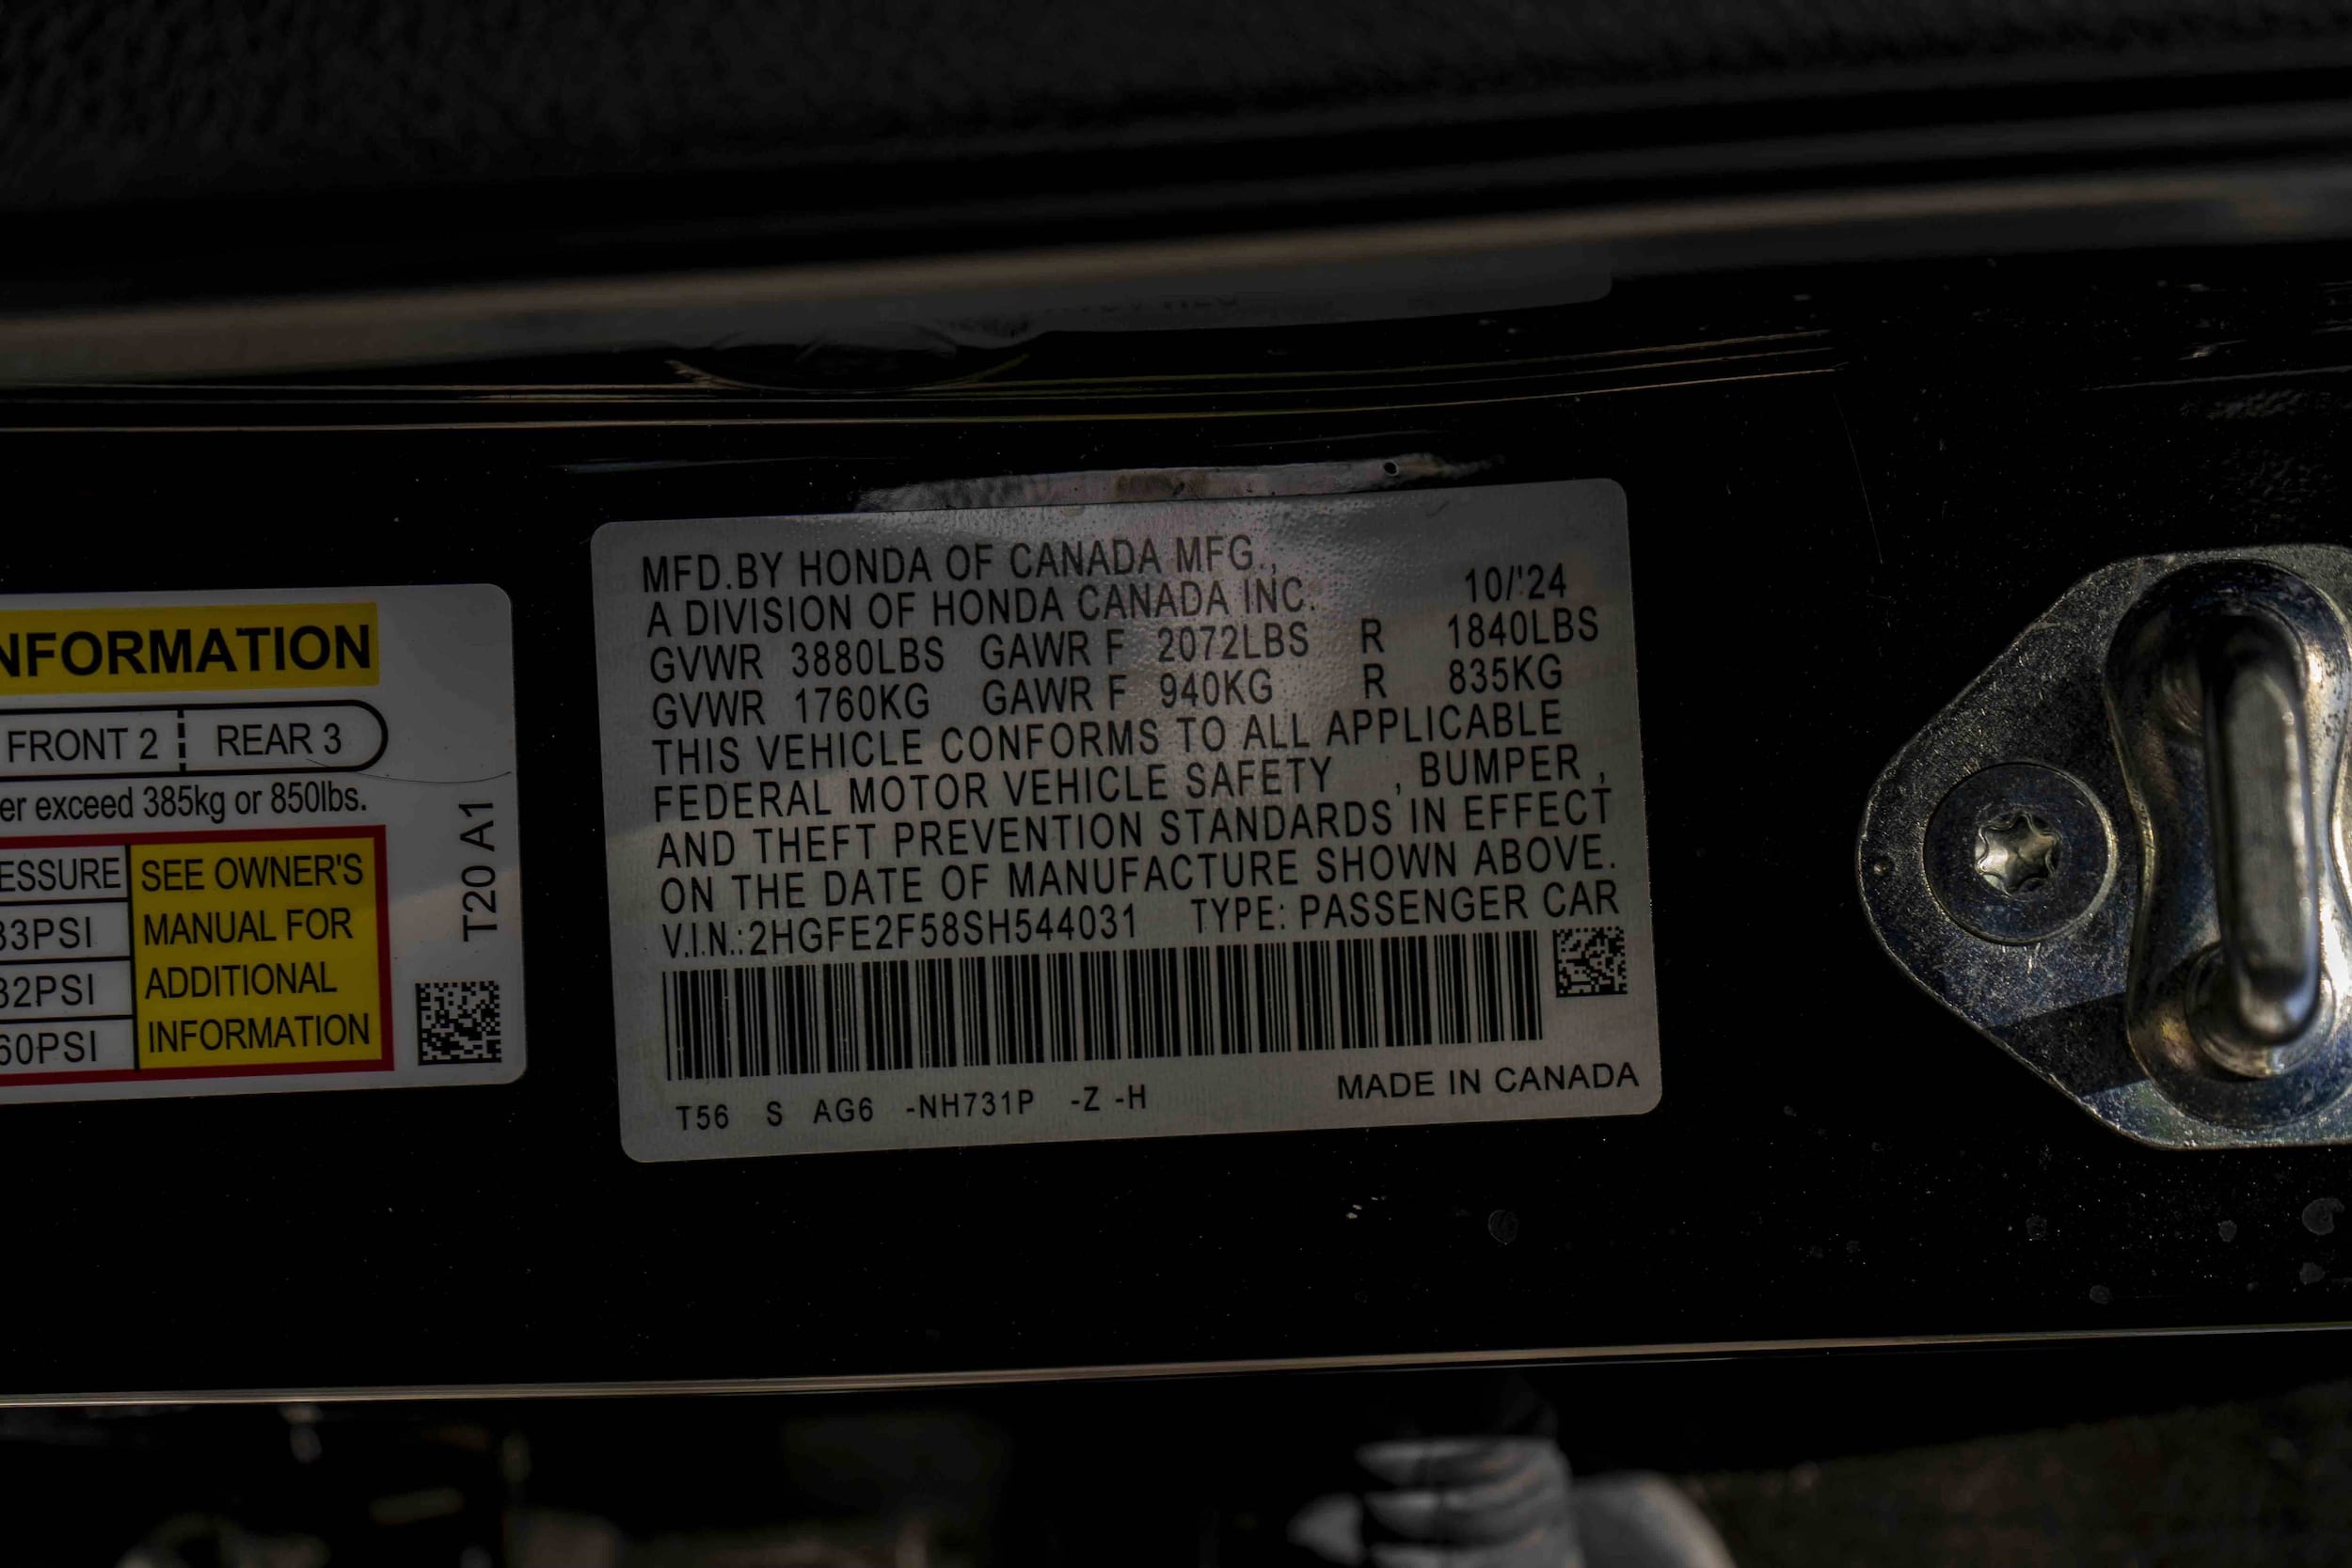 NFORMATION
FRONT 2 REAR 3
er exceed 385kg or 850lbs.
ESSURE
33PSI
32PSI
60PSI
SEE OWNER'S
MANUAL FOR
ADDITIONAL
INFORMATION
T20 A1
MFD.BY HONDA OF CANADA MFG.,
A DIVISION OF HONDA CANADA INC. 10/'24
GVWR 3880LBS GAWR F 2072LBS R 1840LBS
GVWR 1760KG GAWR F 940KG R 835KG
THIS VEHICLE CONFORMS TO ALL APPLICABLE
FEDERAL MOTOR VEHICLE SAFETY , BUMPER ,
AND THEFT PREVENTION STANDARDS IN EFFECT
ON THE DATE OF MANUFACTURE SHOWN ABOVE.
V.I.N.:2HGFE2F58SH544031 TYPE: PASSENGER CAR
T56 S AG6 -NH731P -Z -H
MADE IN CANADA